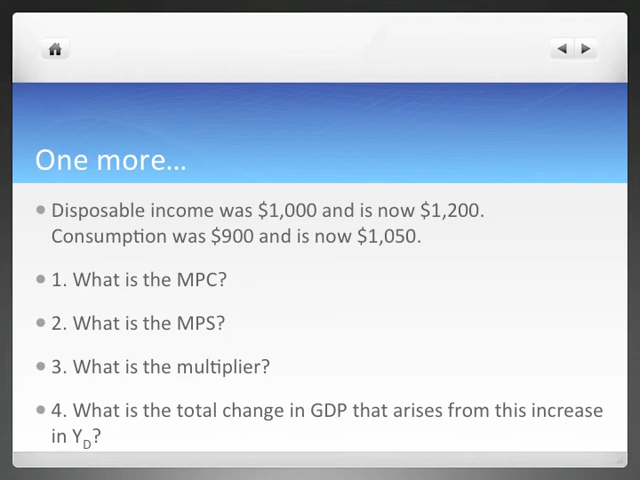 One more...
Disposable income was $1,000 and is now $1,200.
Consumption was $900 and is now $1,050.
1. What is the MPC?
2. What is the MPS?
3. What is the multiplier?
4. What is the total change in GDP that arises from this increase
in YD?